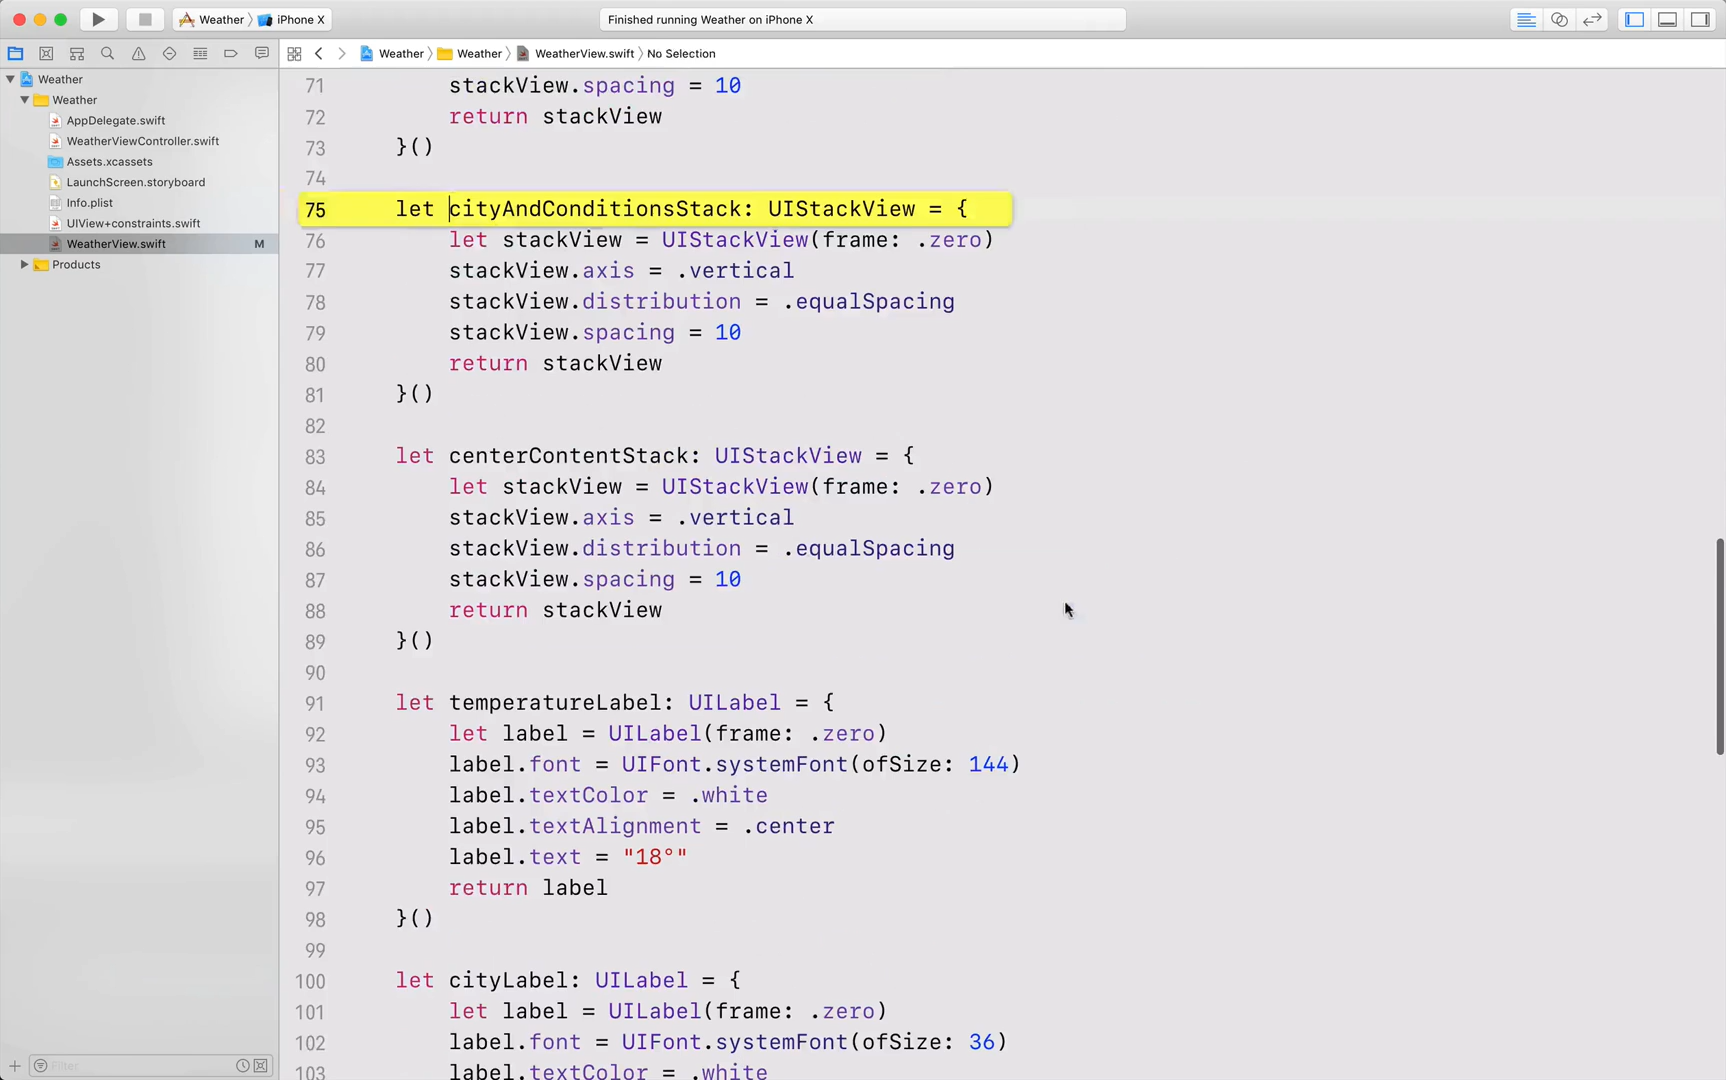 Weather 〉 iPhone X
Finished running Weather on iPhone X
Weather 〉 Weather 〉 WeatherView.swift 〉 No Selection
Weather
Weather
AppDelegate.swift
WeatherViewController.swift
Assets.xcassets
LaunchScreen.storyboard
Info.plist
UIView+constraints.swift
WeatherView.swift M
Products
Filter
71 stackView.spacing = 10
72 return stackView
73 }()
74
75 let cityAndConditionsStack: UIStackView = {
76 let stackView = UIStackView(frame: .zero)
77 stackView.axis = .vertical
78 stackView.distribution = .equalSpacing
79 stackView.spacing = 10
80 return stackView
81 }()
82
83 let centerContentStack: UIStackView = {
84 let stackView = UIStackView(frame: .zero)
85 stackView.axis = .vertical
86 stackView.distribution = .equalSpacing
87 stackView.spacing = 10
88 return stackView
89 }()
90
91 let temperatureLabel: UILabel = {
92 let label = UILabel(frame: .zero)
93 label.font = UIFont.systemFont(ofSize: 144)
94 label.textColor = .white
95 label.textAlignment = .center
96 label.text = "18°"
97 return label
98 }()
99
100 let cityLabel: UILabel = {
101 let label = UILabel(frame: .zero)
102 label.font = UIFont.systemFont(ofSize: 36)
103 label.textColor = .white